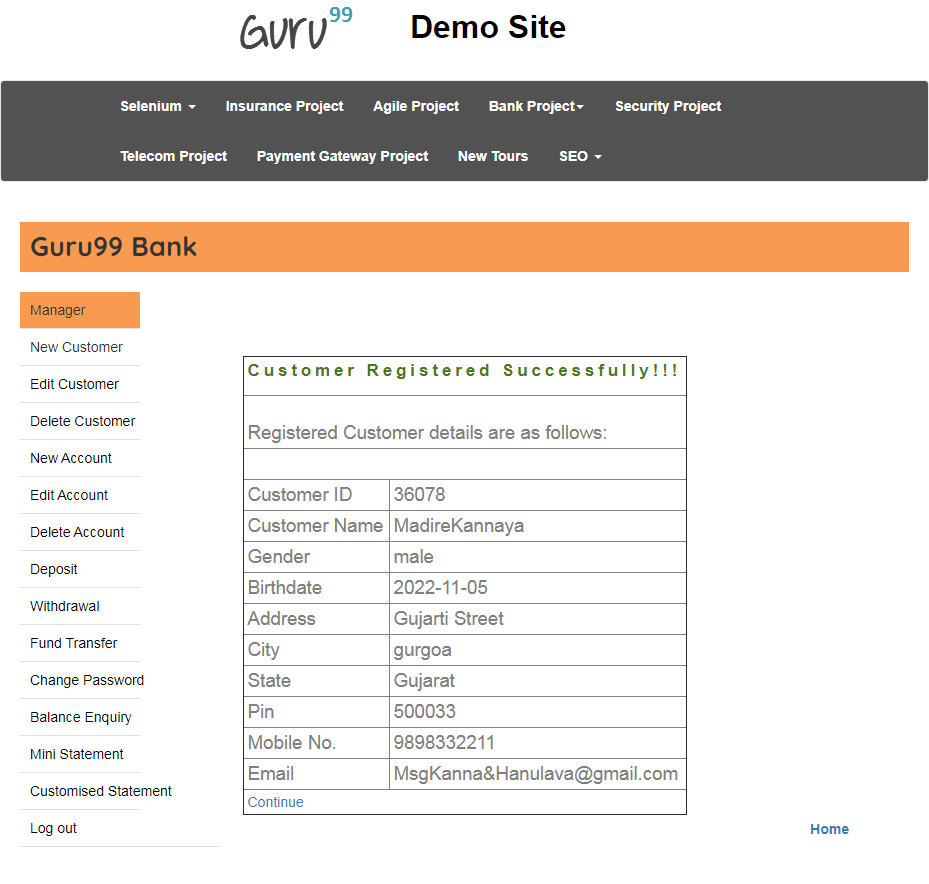 Guru99 Demo Site
Selenium Insurance Project Agile Project Bank Project Security Project
Telecom Project Payment Gateway Project New Tours SEO
Guru99 Bank
Manager
New Customer
Edit Customer
Delete Customer
New Account
Edit Account
Delete Account
Deposit
Withdrawal
Fund Transfer
Change Password
Balance Enquiry
Mini Statement
Customised Statement
Log out
Customer Registered Successfully!!!
Registered Customer details are as follows:
Customer ID 36078
Customer Name MadireKannaya
Gender male
Birthdate 2022-11-05
Address Gujarti Street
City gurgoa
State Gujarat
Pin 500033
Mobile No. 9898332211
Email MsgKanna&Hanulava@gmail.com
Continue
Home